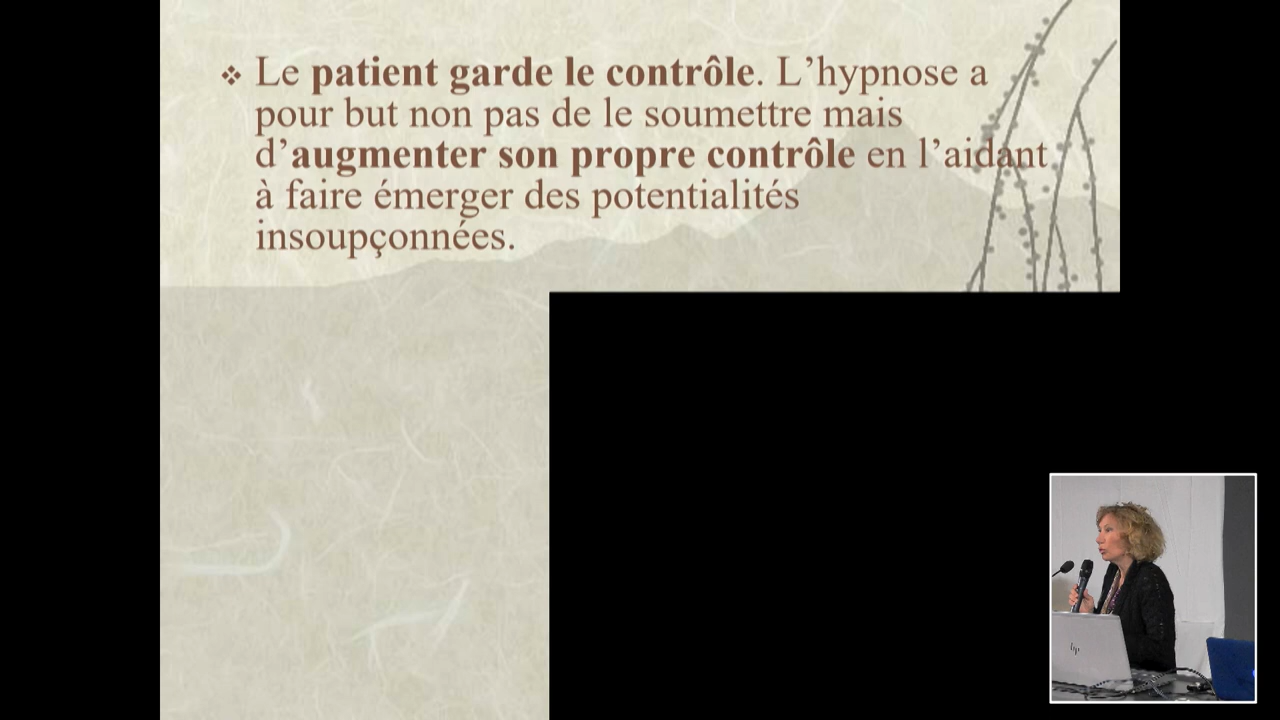 ❖ Le patient garde le contrôle. L’hypnose a
pour but non pas de le soumettre mais
d’augmenter son propre contrôle en l’aidant
à faire émerger des potentialités
insoupçonnées.
hp